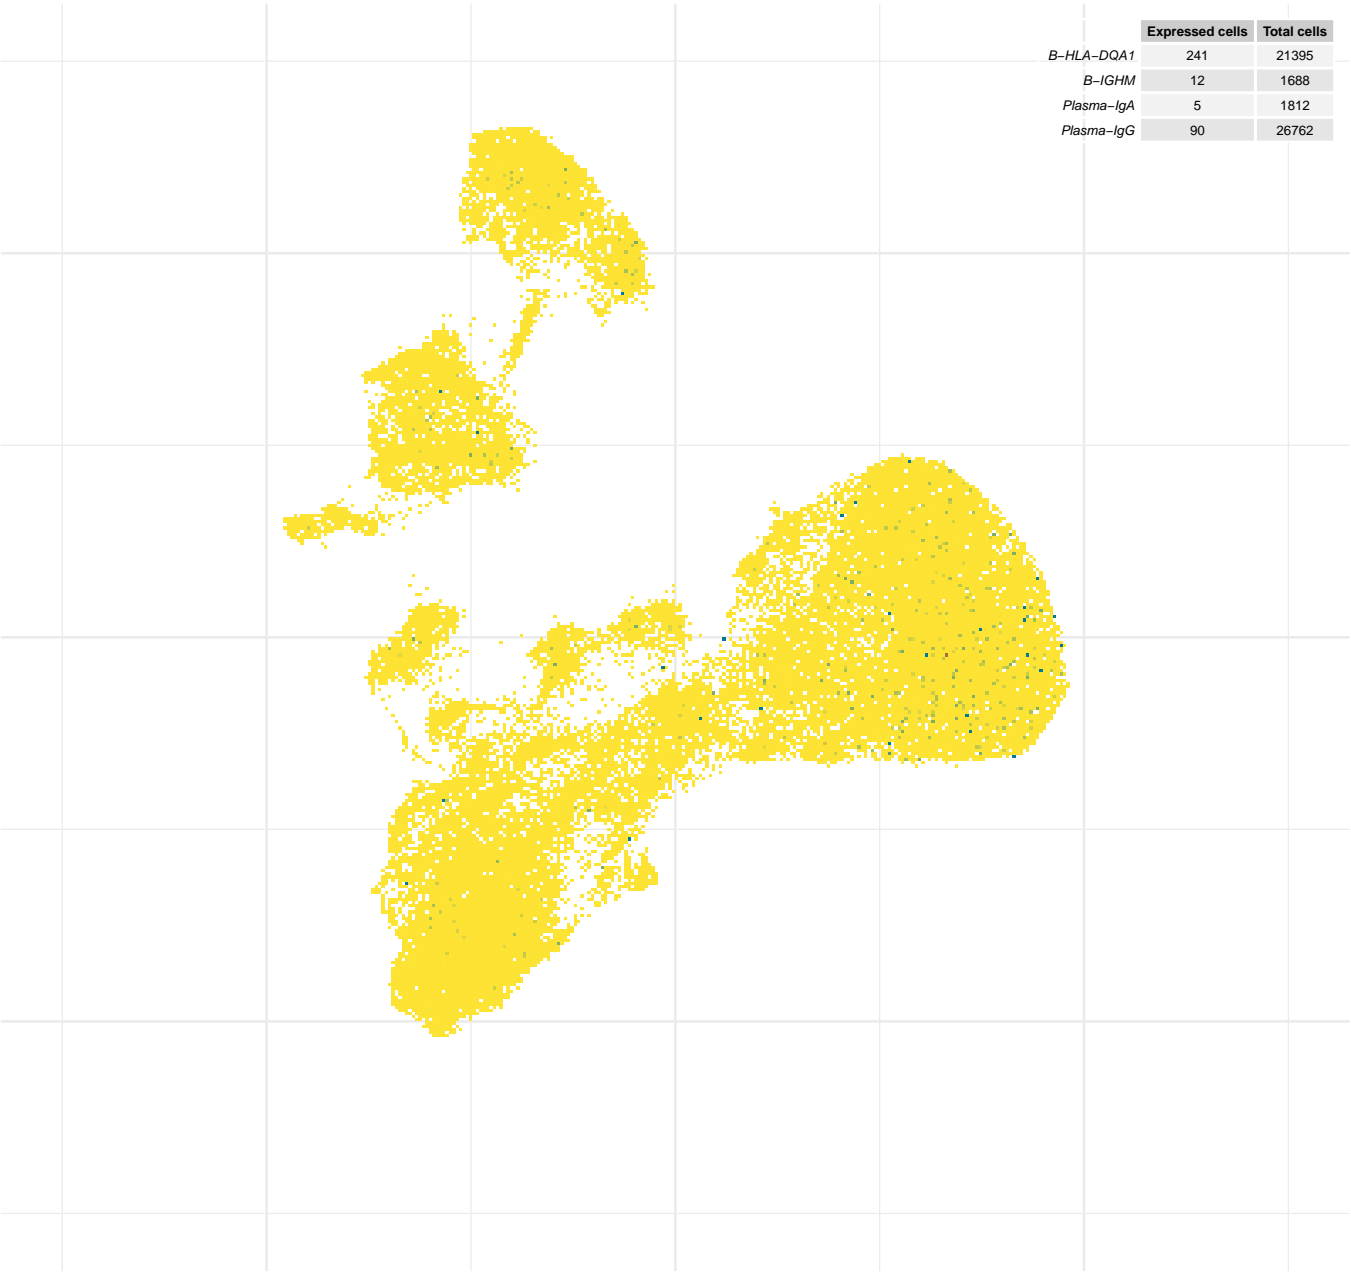 Expressed cells Total cells
B−HLA−DQA1 241 21395
B−IGHM 12 1688
Plasma−IgA 5 1812
Plasma−IgG 90 26762